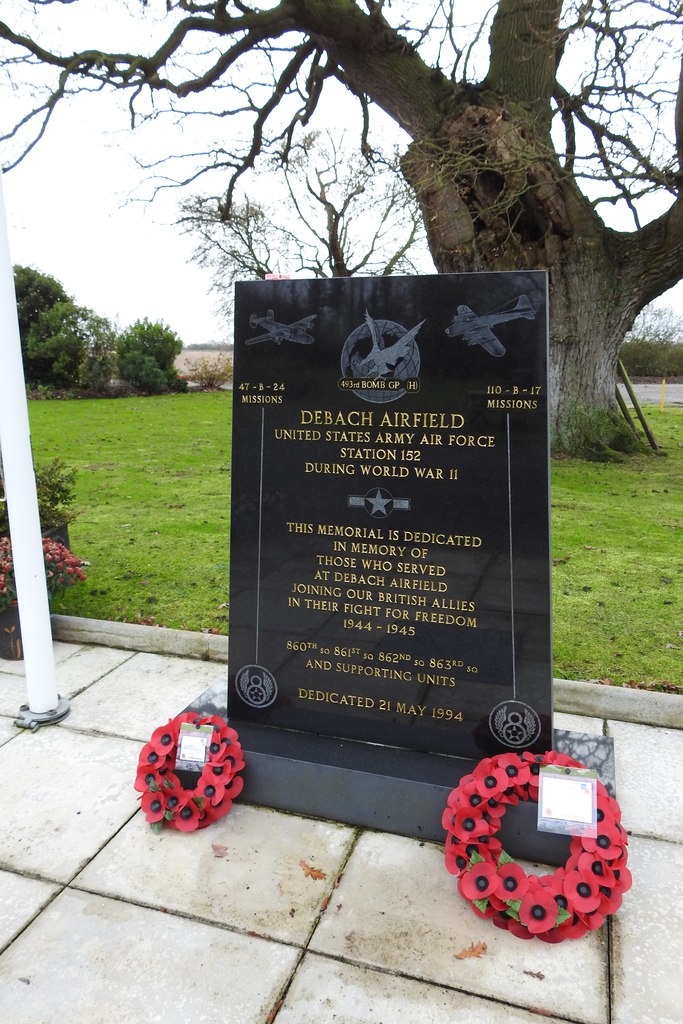 493rd BOMB GP (H)
47 - B - 24
MISSIONS
110 - B - 17
MISSIONS
DEBACH AIRFIELD
UNITED STATES ARMY AIR FORCE
STATION 152
DURING WORLD WAR 11
THIS MEMORIAL IS DEDICATED
IN MEMORY OF
THOSE WHO SERVED
AT DEBACH AIRFIELD
JOINING OUR BRITISH ALLIES
IN THEIR FIGHT FOR FREEDOM
1944 - 1945
860TH SQ 861ST SQ 862ND SQ 863RD SQ
AND SUPPORTING UNITS
DEDICATED 21 MAY 1994
8
8